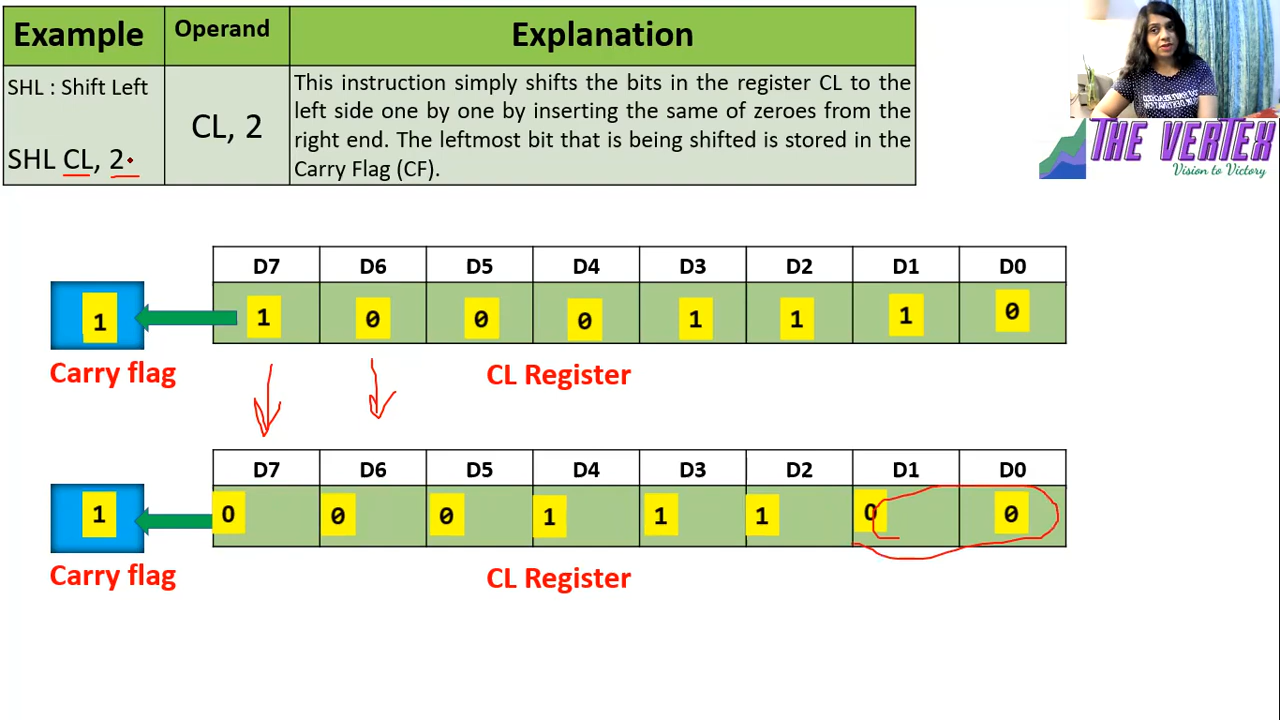 Example
Operand
Explanation
SHL : Shift Left
SHL CL, 2
CL, 2
This instruction simply shifts the bits in the register CL to the
left side one by one by inserting the same of zeroes from the
right end. The leftmost bit that is being shifted is stored in the
Carry Flag (CF).
THE VERTEX
Vision to Victory
D7 D6 D5 D4 D3 D2 D1 D0
1 1 0 0 0 1 1 1 0
Carry flag
CL Register
D7 D6 D5 D4 D3 D2 D1 D0
1 0 0 0 1 1 1 0 0
Carry flag
CL Register